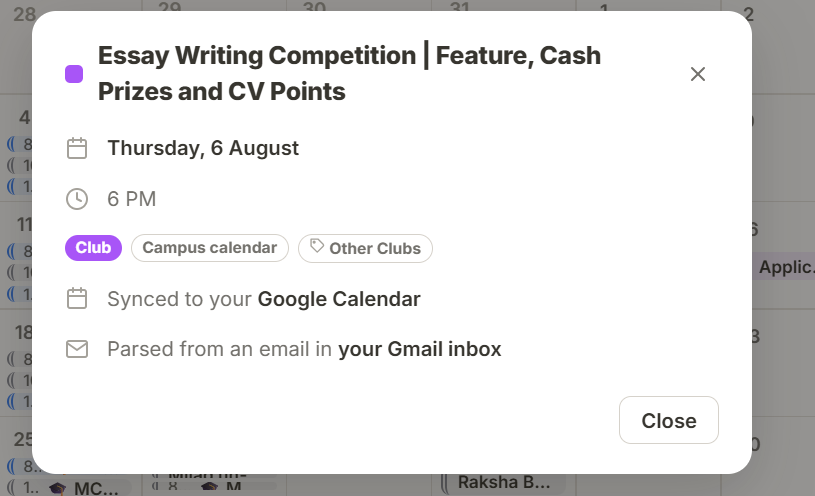 28
29
30
31
1
2
Essay Writing Competition | Feature, Cash
Prizes and CV Points
Thursday, 6 August
6 PM
Club
Campus calendar
Other Clubs
Synced to your Google Calendar
Parsed from an email in your Gmail inbox
Close
4
11
18
25
8..
1..
MC...
M
Raksha B...
Applic.